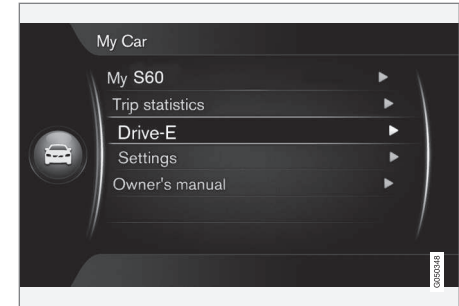 My Car
My S60
Trip statistics
Drive-E
Settings
Owner's manual
G050348